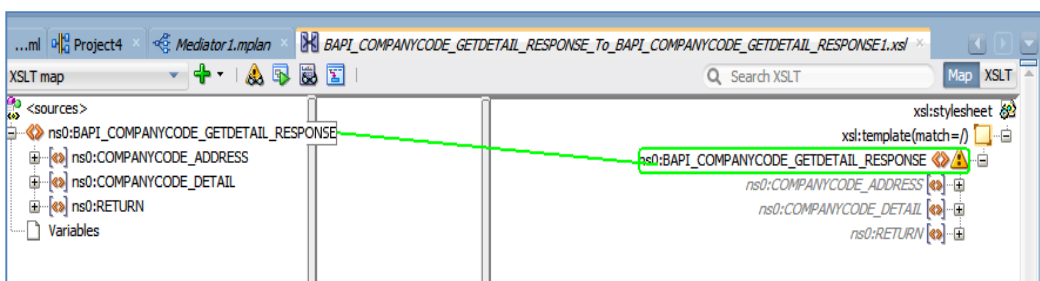 ...ml Project4 Mediator1.mplan BAPI_COMPANYCODE_GETDETAIL_RESPONSE_To_BAPI_COMPANYCODE_GETDETAIL_RESPONSE1.xsl
XSLT map Search XSLT Map XSLT
<sources> xsl:stylesheet
xsl:template(match=/)
ns0:BAPI_COMPANYCODE_GETDETAIL_RESPONSE
ns0:BAPI_COMPANYCODE_GETDETAIL_RESPONSE
ns0:COMPANYCODE_ADDRESS
ns0:COMPANYCODE_ADDRESS
ns0:COMPANYCODE_DETAIL
ns0:COMPANYCODE_DETAIL
ns0:RETURN
ns0:RETURN
Variables